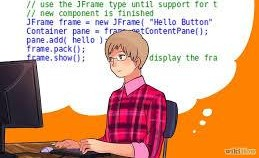 // use the JFrame type until support for t
// new component is finished
JFrame frame = new JFrame( "Hello Button"
Container pane = frame.getContentPane();
pane.add( hello );
frame.pack();
frame.show(); display the fra
wikiHow